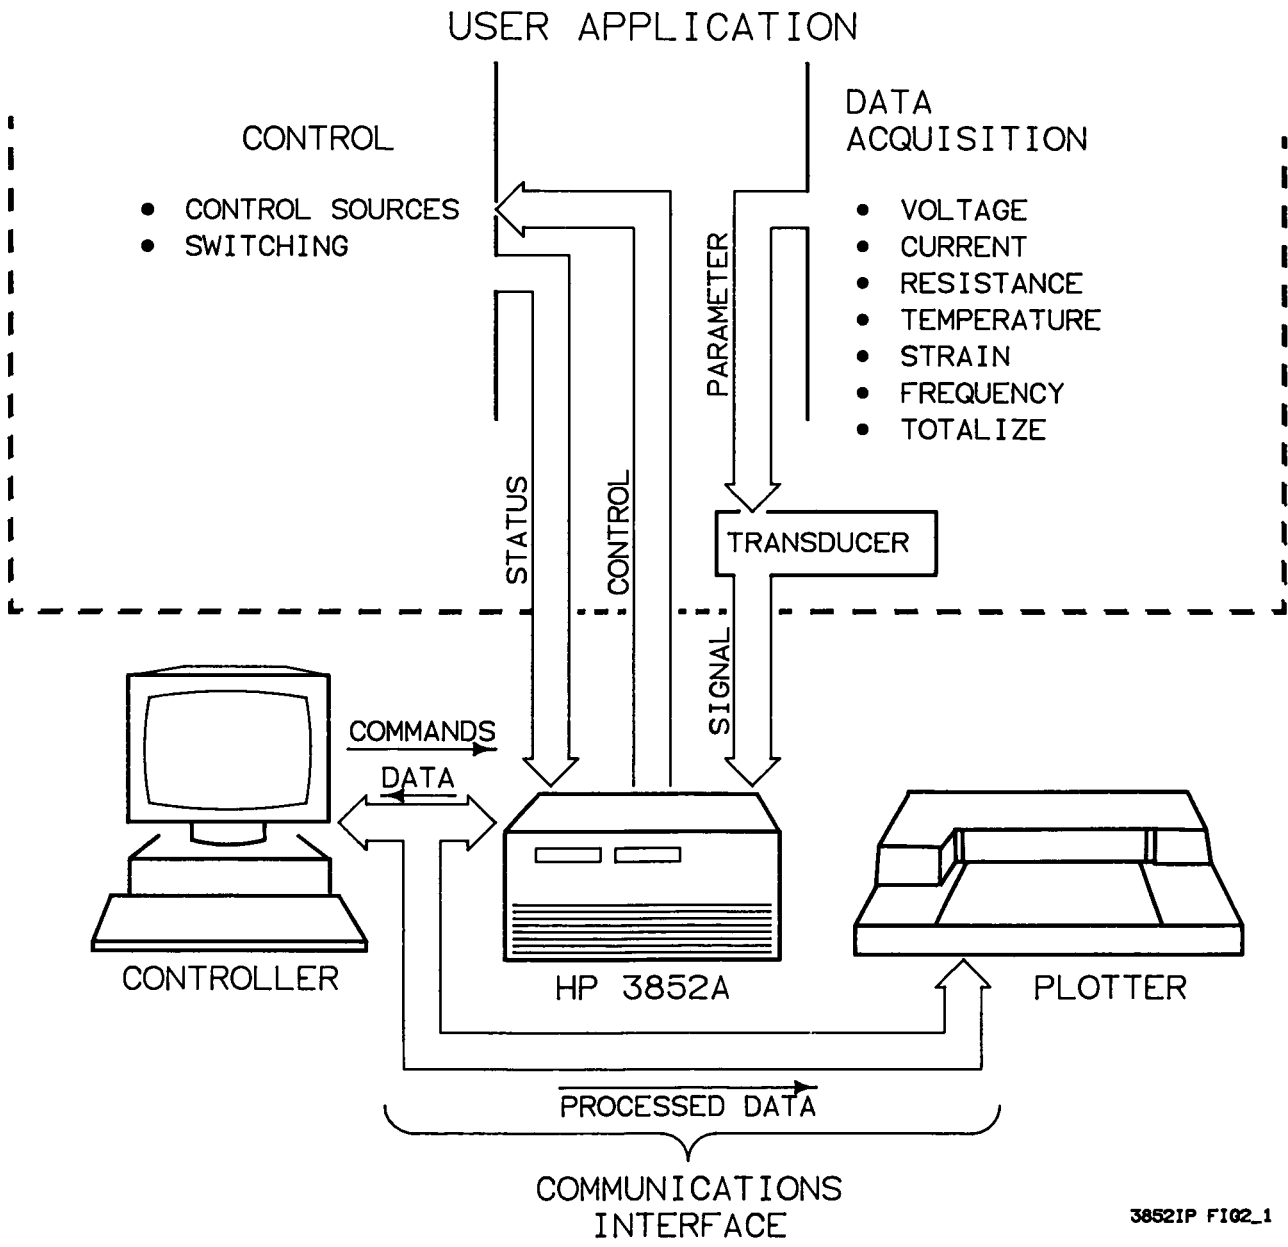 USER APPLICATION
CONTROL
• CONTROL SOURCES
• SWITCHING
DATA
ACQUISITION
• VOLTAGE
• CURRENT
• RESISTANCE
• TEMPERATURE
• STRAIN
• FREQUENCY
• TOTALIZE
PARAMETER
STATUS
CONTROL
TRANSDUCER
SIGNAL
COMMANDS
DATA
CONTROLLER
HP 3852A
PLOTTER
PROCESSED DATA
COMMUNICATIONS
INTERFACE
3852IP FIG2_1